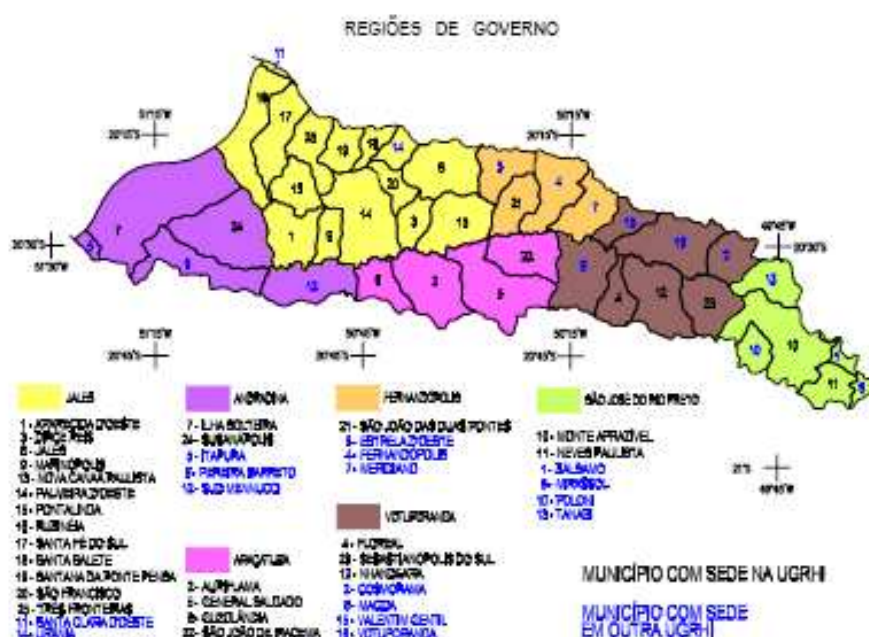 REGIÕES DE GOVERNO
JALES
1 - APARECIDA D'OESTE
3 - DIRCE REIS
8 - JALES
9 - MARINÓPOLIS
13 - NOVA CANAÃ PAULISTA
14 - PALMEIRA D'OESTE
15 - PONTALINDA
16 - RUBINÉIA
17 - SANTA FÉ DO SUL
18 - SANTA SALETE
19 - SANTANA DA PONTE PENSA
20 - SÃO FRANCISCO
25 - TRÊS FRONTEIRAS
11 - SANTA CLARA D'OESTE
14 - URÂNIA
ANDRADINA
7 - ILHA SOLTEIRA
24 - SUZANÁPOLIS
5 - ITAPURA
PEREIRA BARRETO
12 - SUD MENNUCCI
ARAÇATUBA
2 - AURIFLAMA
5 - GENERAL SALGADO
6 - GUZOLÂNDIA
22 - SÃO JOÃO DE IRACEMA
FERNANDÓPOLIS
21 - SÃO JOÃO DAS DUAS PONTES
ESTRELA D'OESTE
4 - FERNANDÓPOLIS
7 - MERIDIANO
VOTUPORANGA
4 - FLOREAL
23 - SEBASTIANÓPOLIS DO SUL
12 - NHANDEARA
2 - COSMORAMA
MAGDA
15 - VALENTIM GENTIL
16 - VOTUPORANGA
SÃO JOSÉ DO RIO PRETO
10 - MONTE APRAZÍVEL
11 - NEVES PAULISTA
1 - BALSAMO
MIRASSOL
10 - POLONI
13 - TANABI
MUNICÍPIO COM SEDE NA UGRHI
MUNICÍPIO COM SEDE
EM OUTRA UGRHI